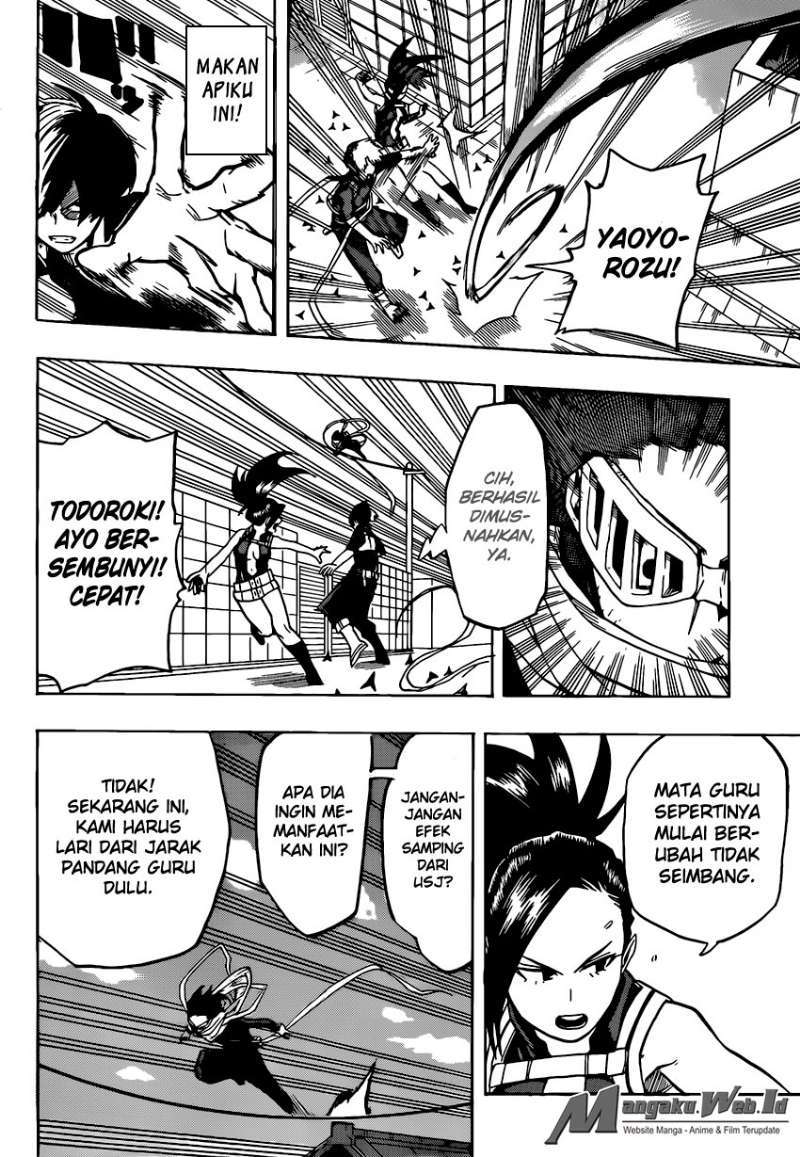 YAOYO-
ROZU!
MAKAN
APIKU
INI!
CIH,
BERHASIL
DIMUS-
NAHKAN,
YA.
TODOROKI!
AYO BER-
SEMBUNYI!
CEPAT!
MATA GURU
SEPERTINYA
MULAI BER-
UBAH TIDAK
SEIMBANG.
JANGAN-
JANGAN
EFEK
SAMPING
DARI
USJ?
APA DIA
INGIN ME-
MANFAAT-
KAN INI?
TIDAK!
SEKARANG INI,
KAMI HARUS
LARI DARI JARAK
PANDANG GURU
DULU.
Mangaku.Web.Id
Website Manga - Anime & Film Terupdate